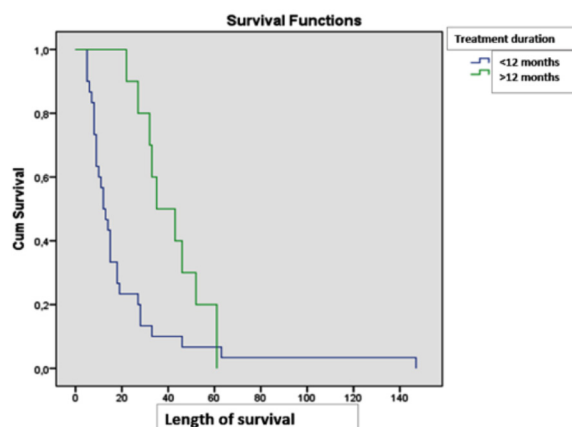 Survival Functions
Treatment duration
<12 months
>12 months
1,0
0,8
0,6
0,4
0,2
0,0
Cum Survival
0 20 40 60 80 100 120 140
Length of survival